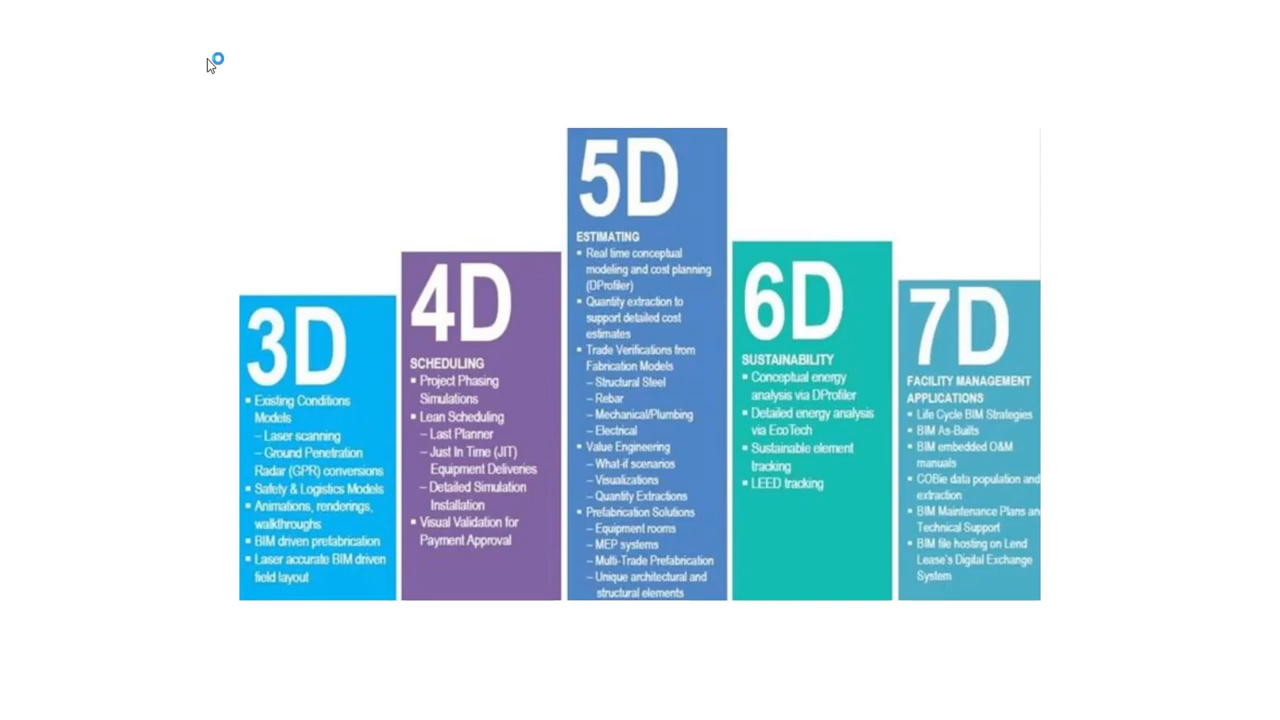 3D
▪ Existing Conditions
Models
– Laser scanning
– Ground Penetration
Radar (GPR) conversions
▪ Safety & Logistics Models
▪ Animations, renderings,
walkthroughs
▪ BIM driven prefabrication
▪ Laser accurate BIM driven
field layout
4D
SCHEDULING
▪ Project Phasing
Simulations
▪ Lean Scheduling
– Last Planner
– Just In Time (JIT)
Equipment Deliveries
– Detailed Simulation
Installation
▪ Visual Validation for
Payment Approval
5D
ESTIMATING
▪ Real time conceptual
modeling and cost planning
(DProfiler)
▪ Quantity extraction to
support detailed cost
estimates
▪ Trade Verifications from
Fabrication Models
– Structural Steel
– Rebar
– Mechanical/Plumbing
– Electrical
▪ Value Engineering
– What-if scenarios
– Visualizations
– Quantity Extractions
▪ Prefabrication Solutions
– Equipment rooms
– MEP systems
– Multi-Trade Prefabrication
– Unique architectural and
structural elements
6D
SUSTAINABILITY
▪ Conceptual energy
analysis via DProfiler
▪ Detailed energy analysis
via EcoTech
▪ Sustainable element
tracking
▪ LEED tracking
7D
FACILITY MANAGEMENT
APPLICATIONS
▪ Life Cycle BIM Strategies
▪ BIM As-Builts
▪ BIM embedded O&M
manuals
▪ COBie data population and
extraction
▪ BIM Maintenance Plans an
Technical Support
▪ BIM file hosting on Lend
Lease's Digital Exchange
System